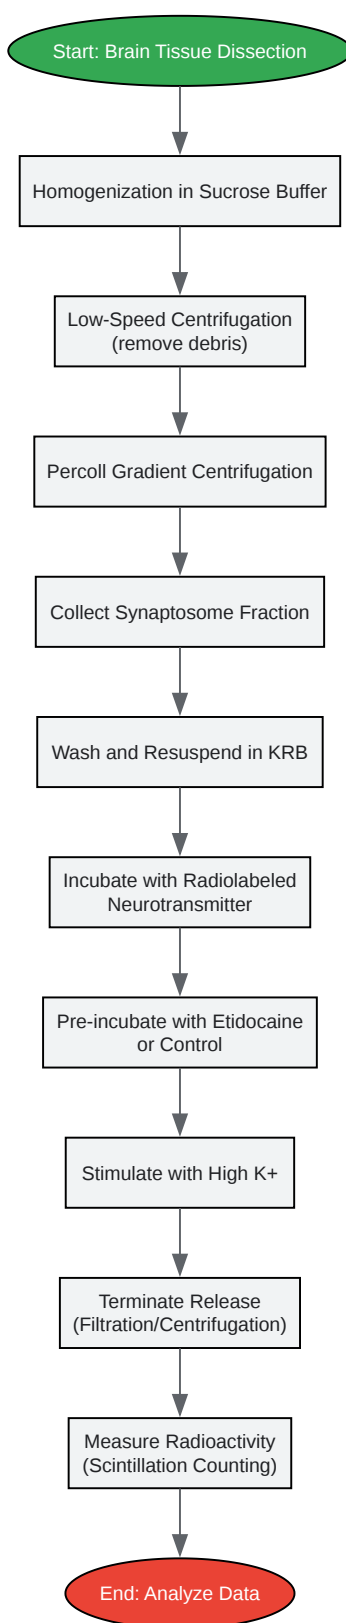 Start: Brain Tissue Dissection
Homogenization in Sucrose Buffer
Low-Speed Centrifugation
(remove debris)
Percoll Gradient Centrifugation
Collect Synaptosome Fraction
Wash and Resuspend in KRB
Incubate with Radiolabeled
Neurotransmitter
Pre-incubate with Etidocaine
or Control
Stimulate with High K+
Terminate Release
(Filtration/Centrifugation)
Measure Radioactivity
(Scintillation Counting)
End: Analyze Data